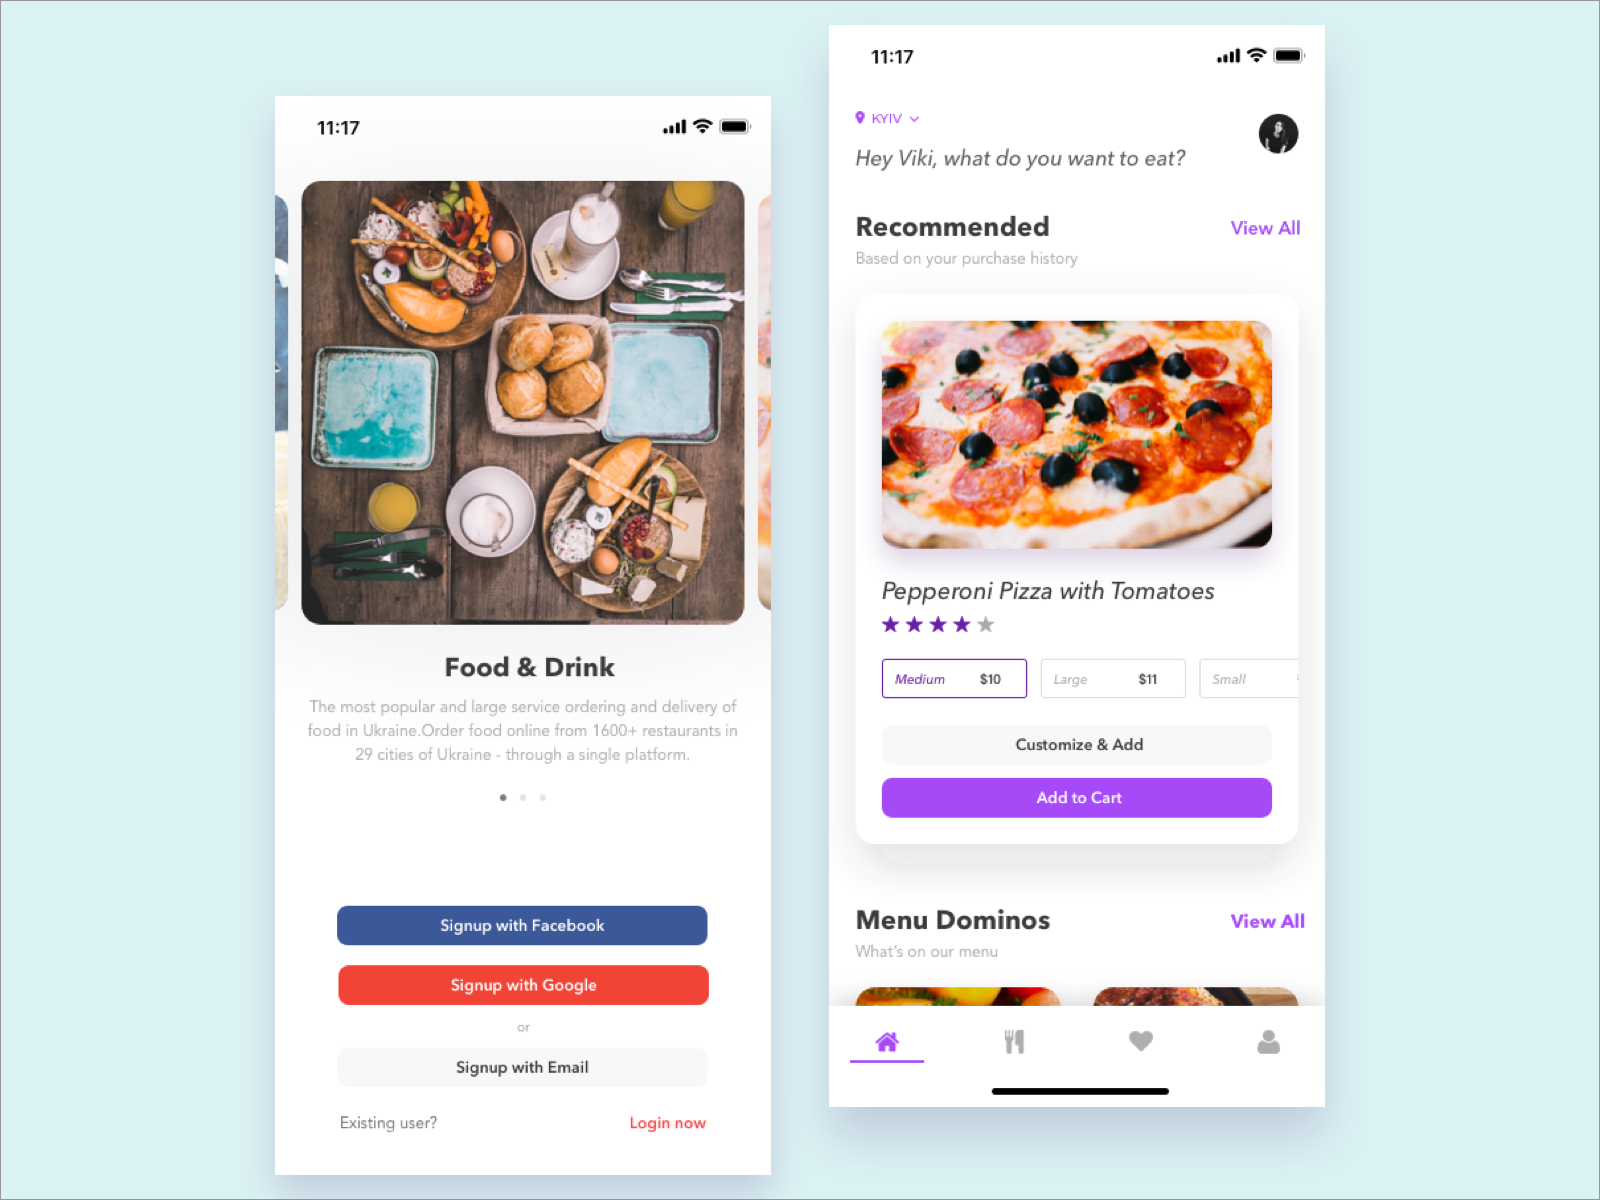 11:17
Food & Drink
The most popular and large service ordering and delivery of
food in Ukraine.Order food online from 1600+ restaurants in
29 cities of Ukraine - through a single platform.
Signup with Facebook
Signup with Google
or
Signup with Email
Existing user?
Login now
11:17
KYIV
Hey Viki, what do you want to eat?
Recommended
View All
Based on your purchase history
Pepperoni Pizza with Tomatoes
Medium $10
Large $11
Small
Customize & Add
Add to Cart
Menu Dominos
View All
What's on our menu